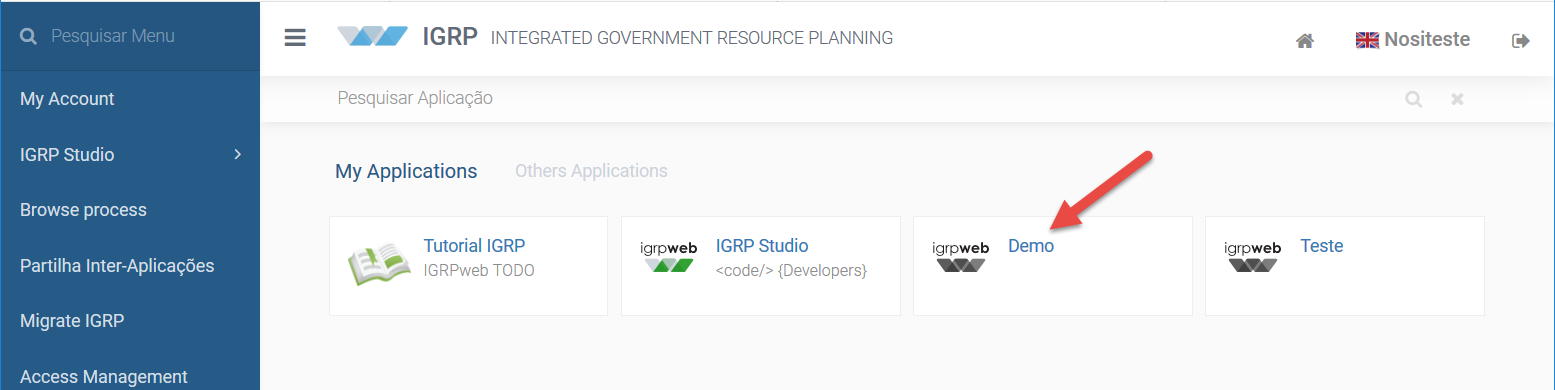 Pesquisar Menu
My Account
IGRP Studio
Browse process
Partilha Inter-Aplicações
Migrate IGRP
Access Management
IGRP INTEGRATED GOVERNMENT RESOURCE PLANNING
Nositeste
Pesquisar Aplicação
My Applications
Others Applications
Tutorial IGRP
IGRPweb TODO
igrpweb
IGRP Studio
<code/> {Developers}
igrpweb
Demo
igrpweb
Teste